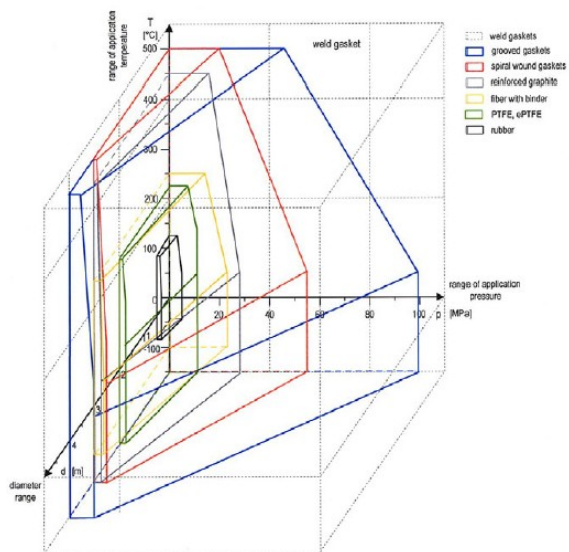 range of application
temperature
T
[°C]
500
400
300
200
100
0
-100
20
40
60
80
100
p
[MPa]
range of application
pressure
1
2
3
4
d [m]
diameter
range
weld gasket
weld gaskets
grooved gaskets
spiral wound gaskets
reinforced graphite
fiber with binder
PTFE, ePTFE
rubber